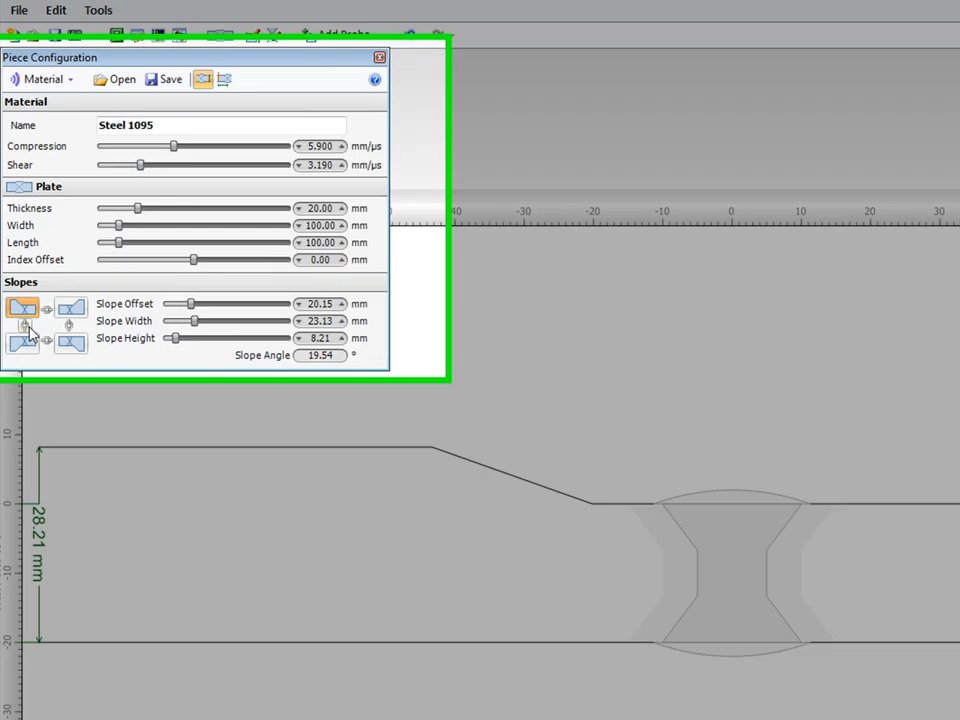 File Edit Tools
Add Probe
Piece Configuration
Material Open Save
Material
Name Steel 1095
Compression 5.900 mm/µs
Shear 3.190 mm/µs
Plate
Thickness 20.00 mm
Width 100.00 mm
Length 100.00 mm
Index Offset 0.00 mm
Slopes
Slope Offset 20.15 mm
Slope Width 23.13 mm
Slope Height 8.21 mm
Slope Angle 19.54 °
-40 -30 -20 -10 0 10 20 30
10
0
-10
-20
-30
28.21 mm